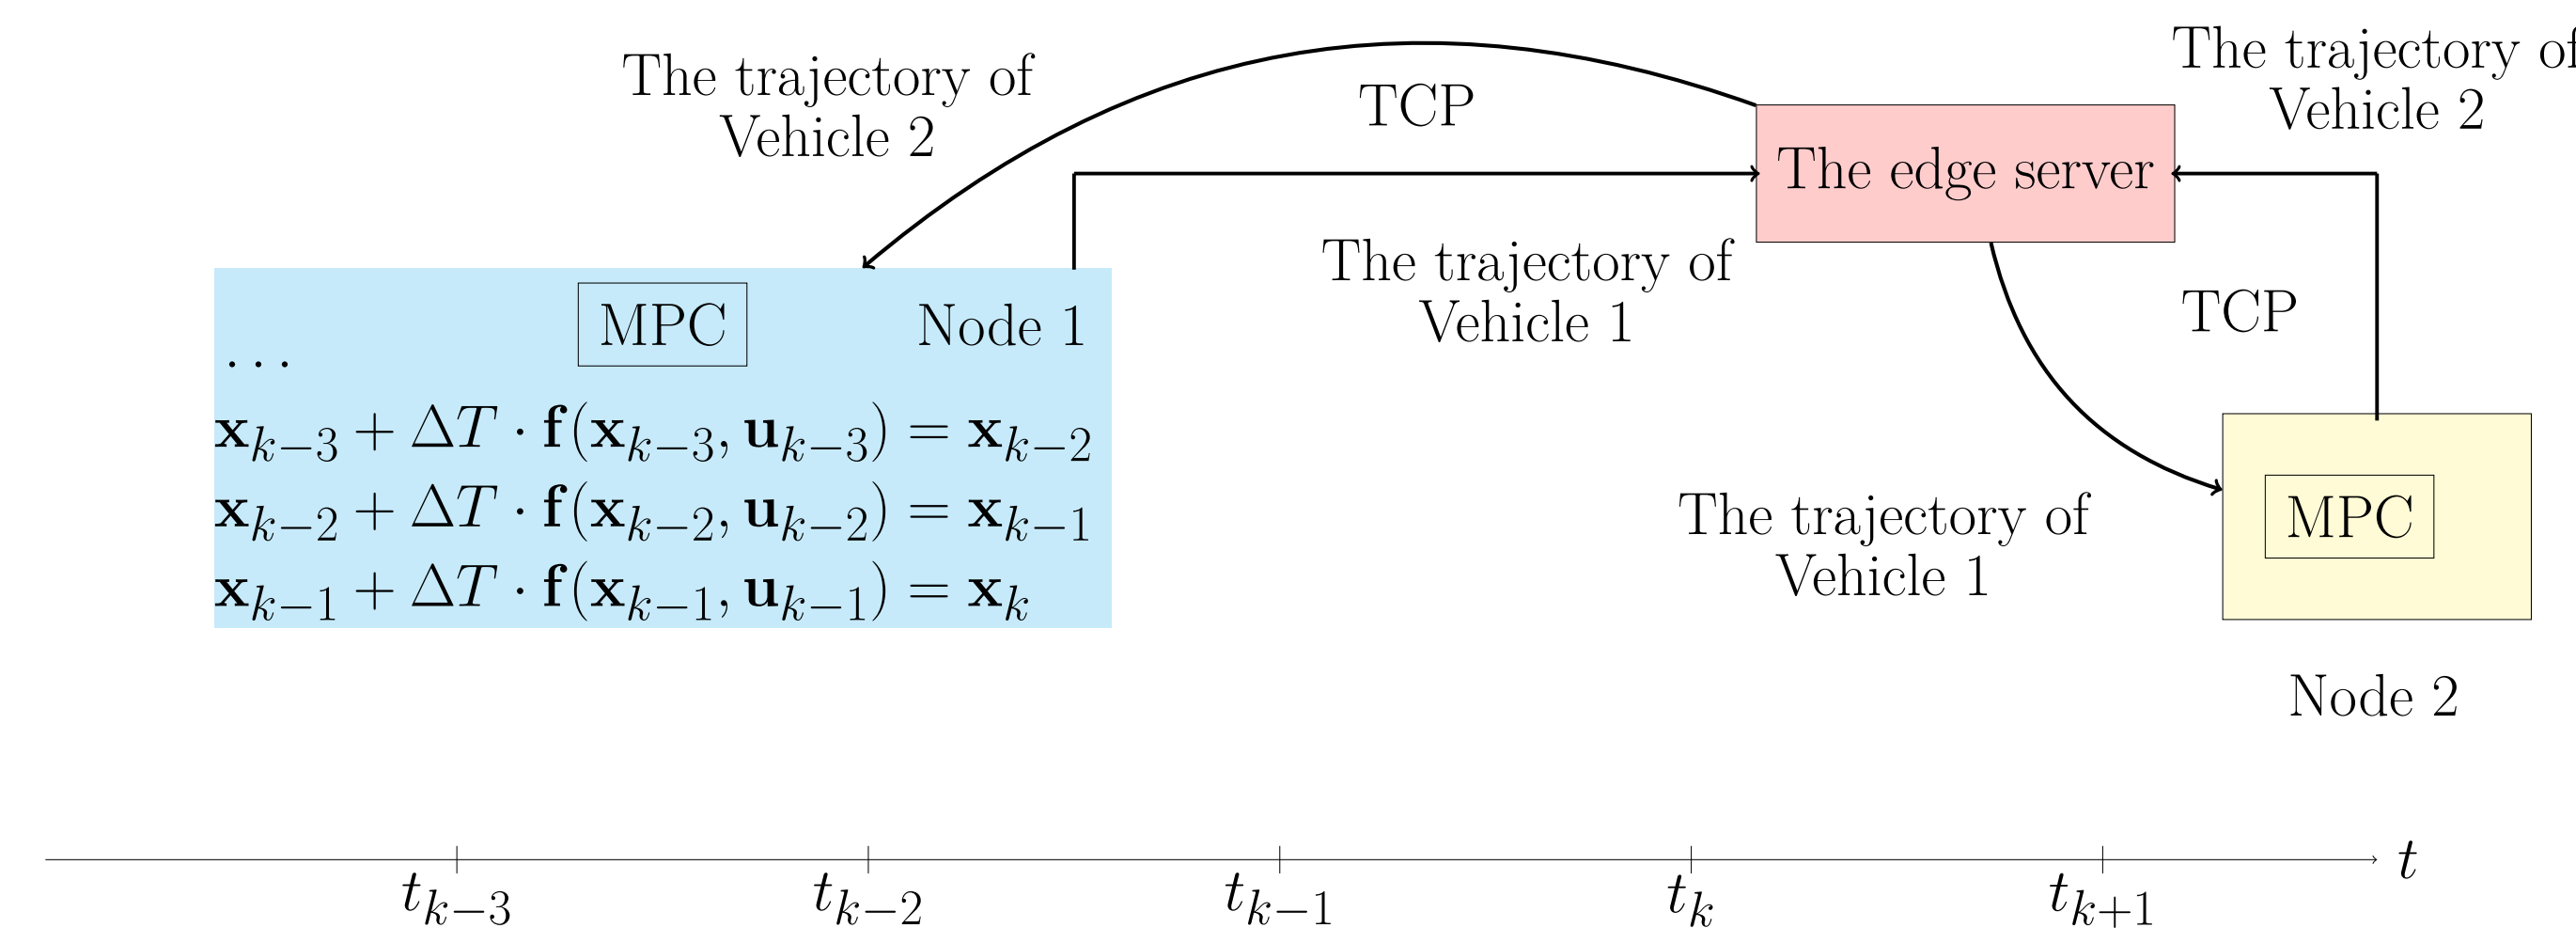 The trajectory of
Vehicle 2
TCP
The edge server
The trajectory of
Vehicle 2
The trajectory of
Vehicle 1
TCP
MPC
Node 1
...
x_{k−3} + ΔT · f(x_{k−3}, u_{k−3}) = x_{k−2}
x_{k−2} + ΔT · f(x_{k−2}, u_{k−2}) = x_{k−1}
x_{k−1} + ΔT · f(x_{k−1}, u_{k−1}) = x_k
The trajectory of
Vehicle 1
MPC
Node 2
t_{k−3}
t_{k−2}
t_{k−1}
t_k
t_{k+1}
t